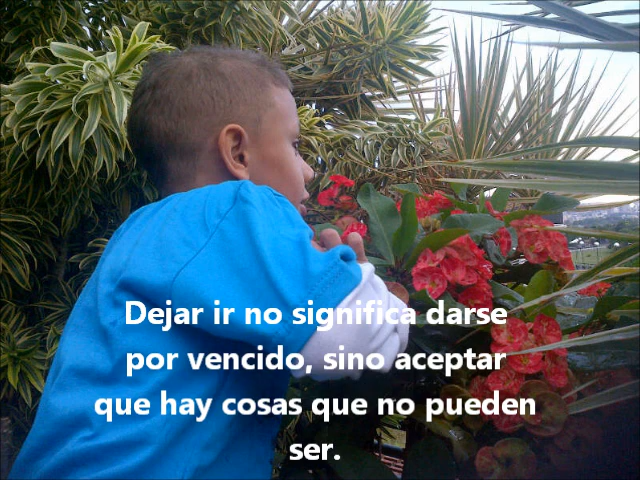 Dejar ir no significa darse
por vencido, sino aceptar
que hay cosas que no pueden
ser.